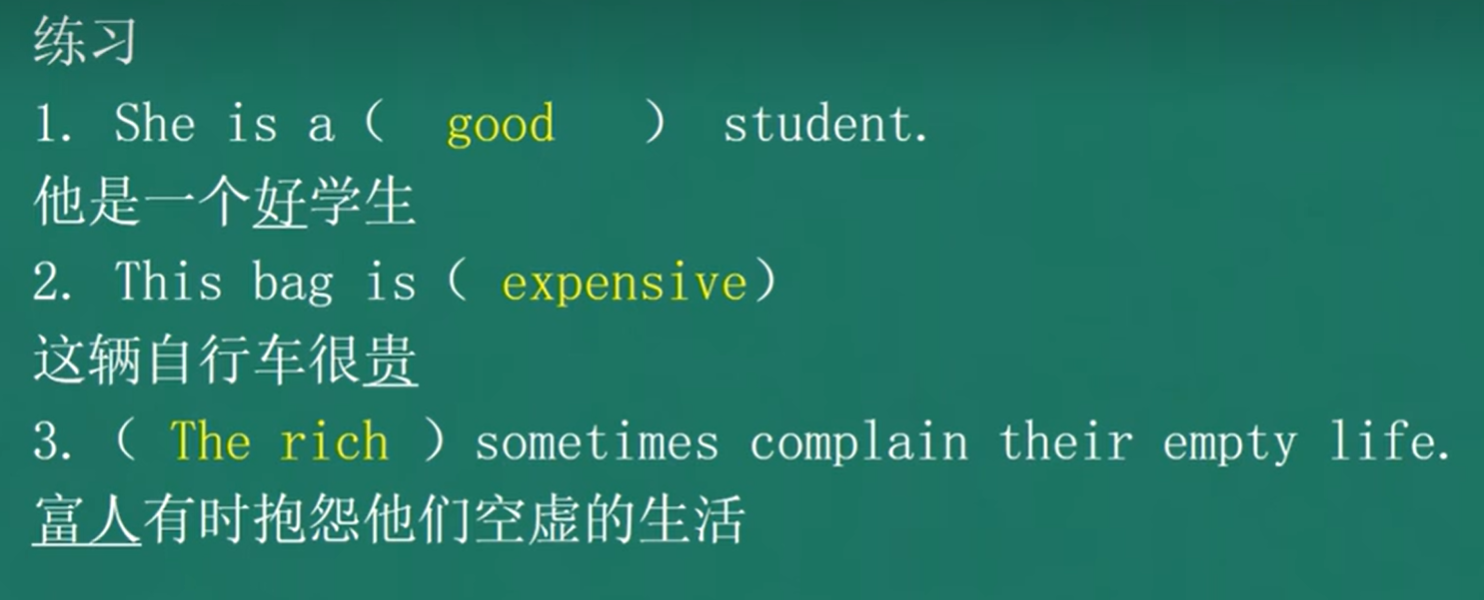 练习
1. She is a（ good ） student.
他是一个好学生
2. This bag is（ expensive）
这辆自行车很贵
3.（ The rich ）sometimes complain their empty life.
富人有时抱怨他们空虚的生活